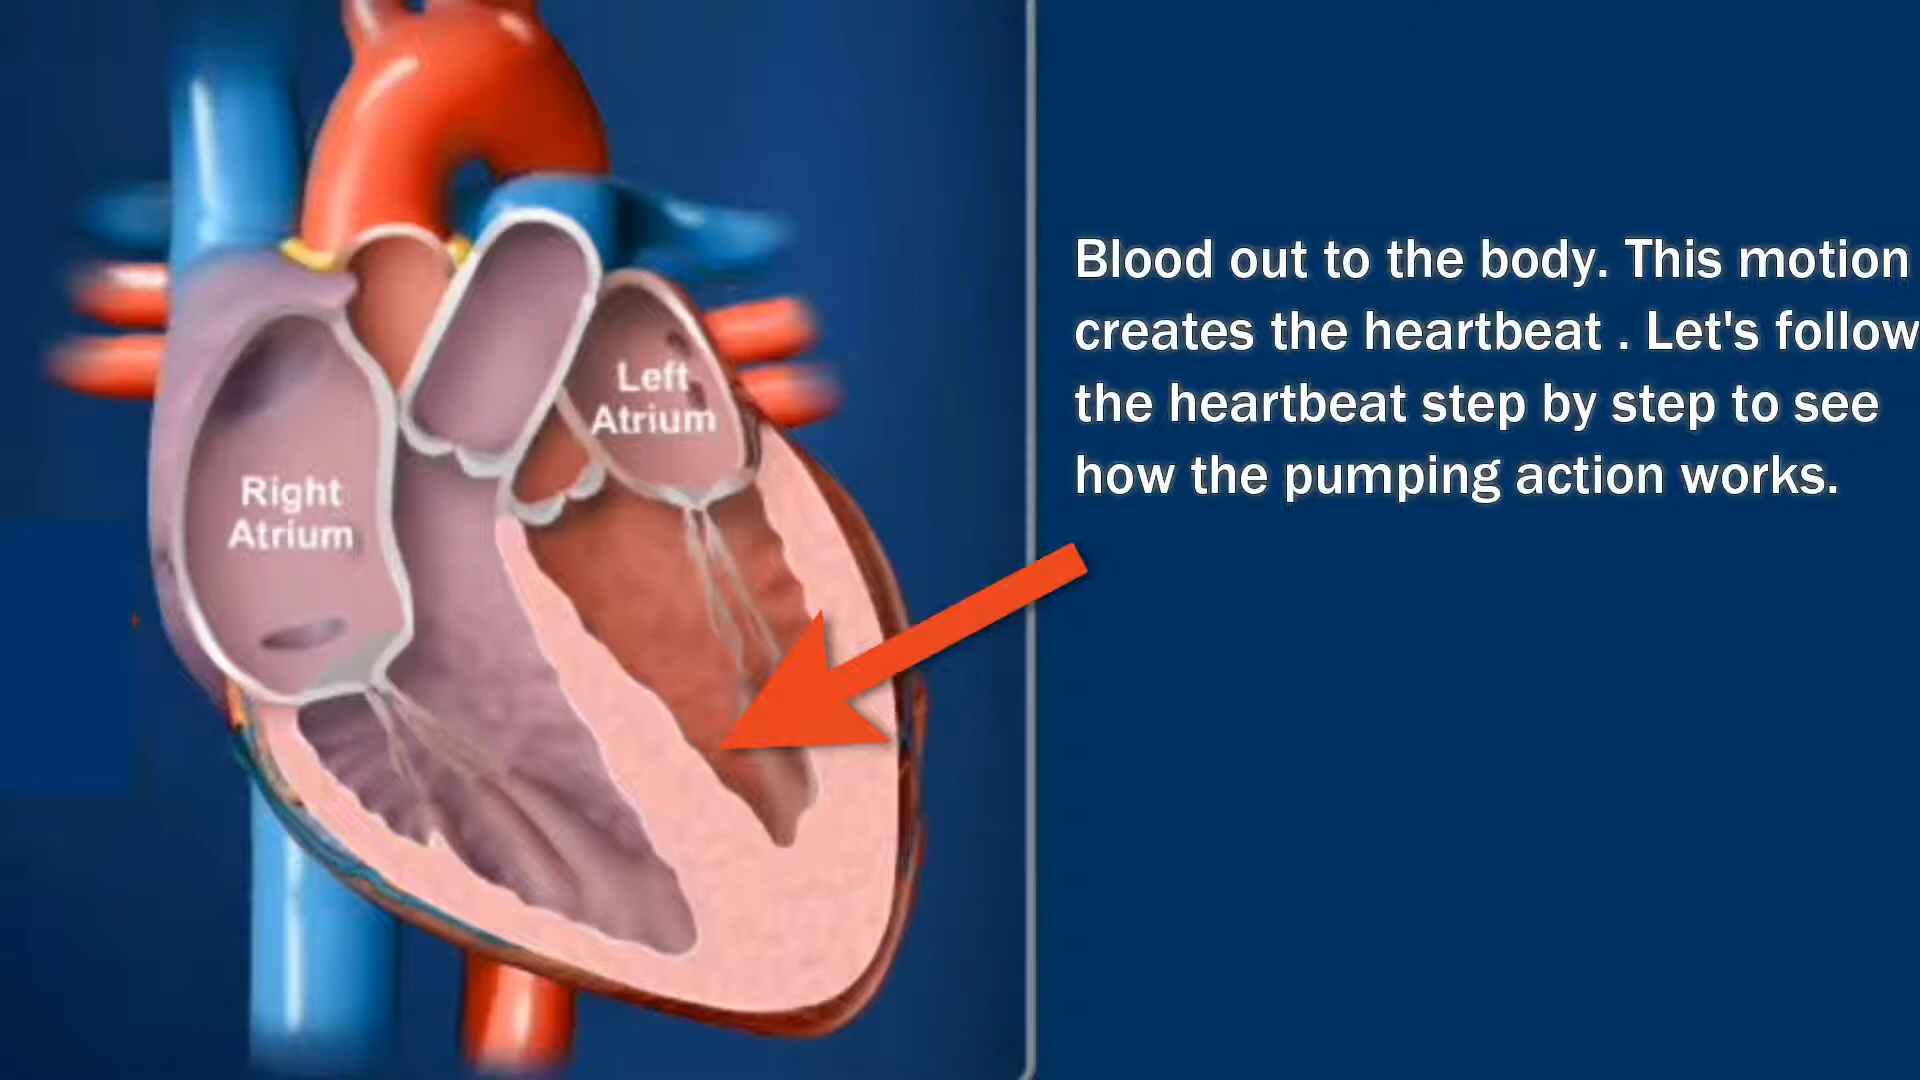 Left
Atrium
Right
Atrium
Blood out to the body. This motion
creates the heartbeat . Let's follow
the heartbeat step by step to see
how the pumping action works.